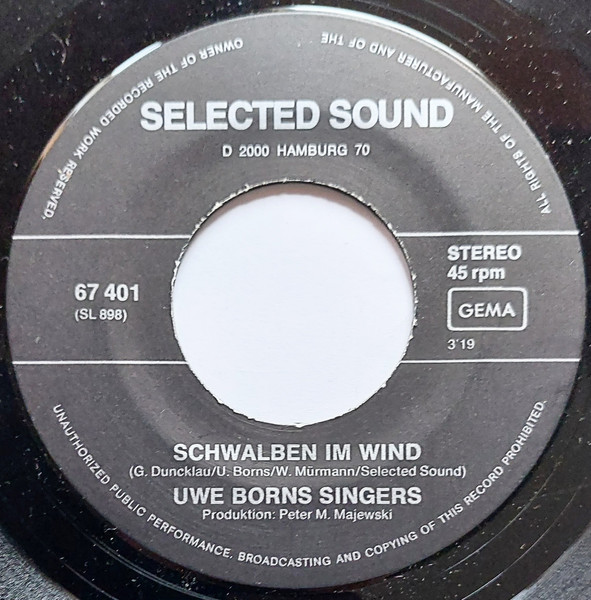 ALL RIGHTS OF THE MANUFACTURER AND OF THE
OWNER OF THE RECORDED WORK RESERVED.
SELECTED SOUND
D 2000 HAMBURG 70
67 401
(SL 898)
STEREO
45 rpm
GEMA
3'19
SCHWALBEN IM WIND
(G. Duncklau/U. Borns/W. Mürmann/Selected Sound)
UWE BORNS SINGERS
Produktion: Peter M. Majewski
UNAUTHORIZED PUBLIC PERFORMANCE, BROADCASTING AND COPYING OF THIS RECORD PROHIBITED.